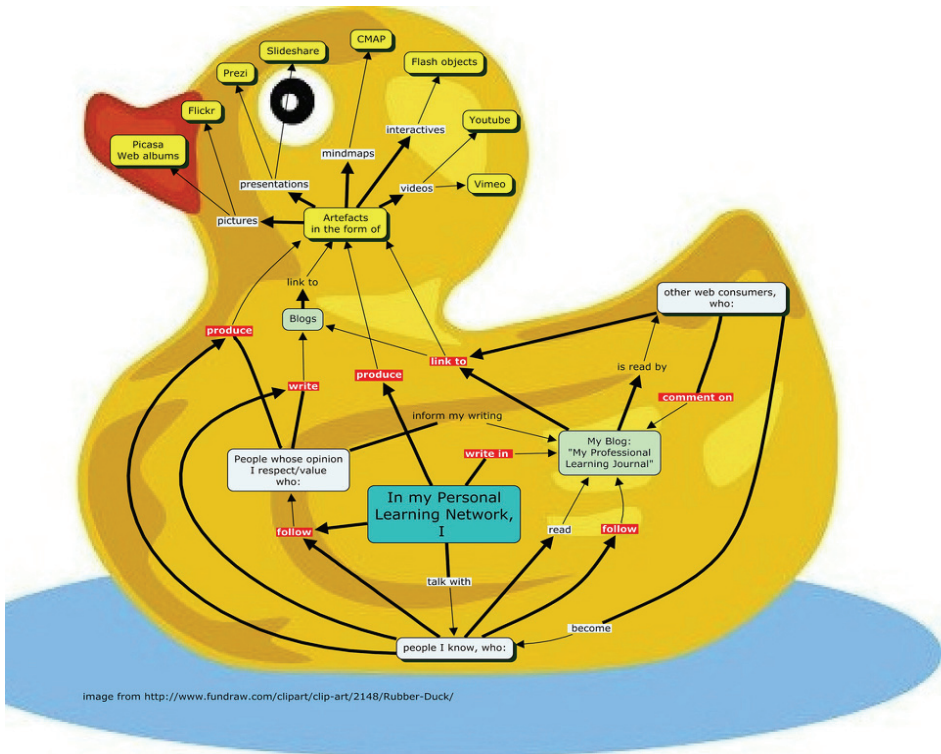 CMAP
Slideshare
Flash objects
Prezi
Flickr
Youtube
interactives
Picasa
Web albums
mindmaps
presentations
videos
Vimeo
pictures
Artefacts
in the form of
link to
other web consumers,
who:
Blogs
produce
link to
is read by
produce
write
comment on
inform my writing
My Blog:
"My Professional
Learning Journal"
People whose opinion
I respect/value
who:
write in
In my Personal
Learning Network,
I
follow
read
follow
talk with
become
people I know, who:
image from http://www.fundraw.com/clipart/clip-art/2148/Rubber-Duck/